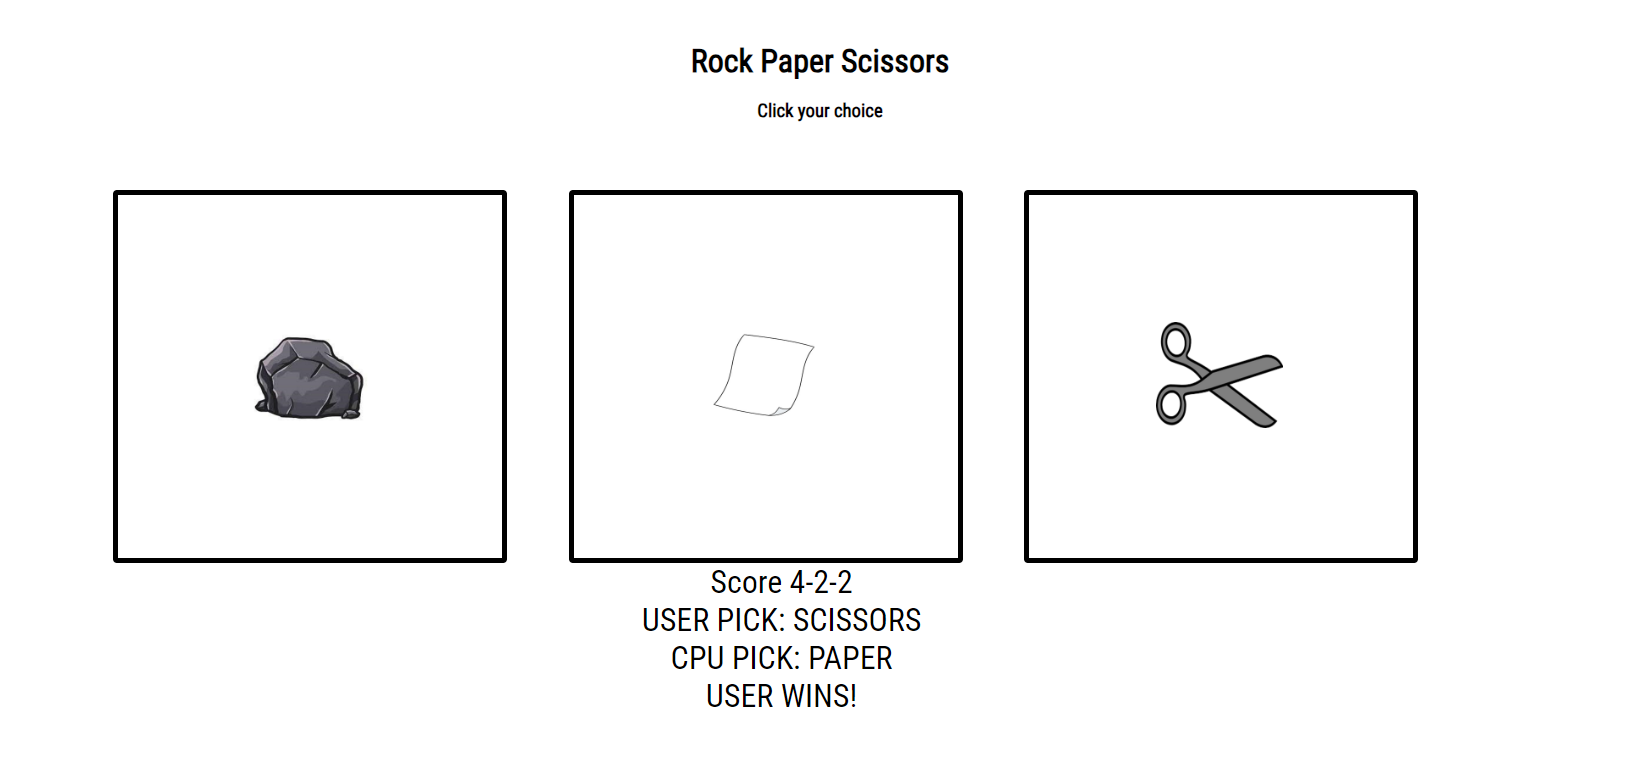 Rock Paper Scissors
Click your choice
Score 4-2-2
USER PICK: SCISSORS
CPU PICK: PAPER
USER WINS!